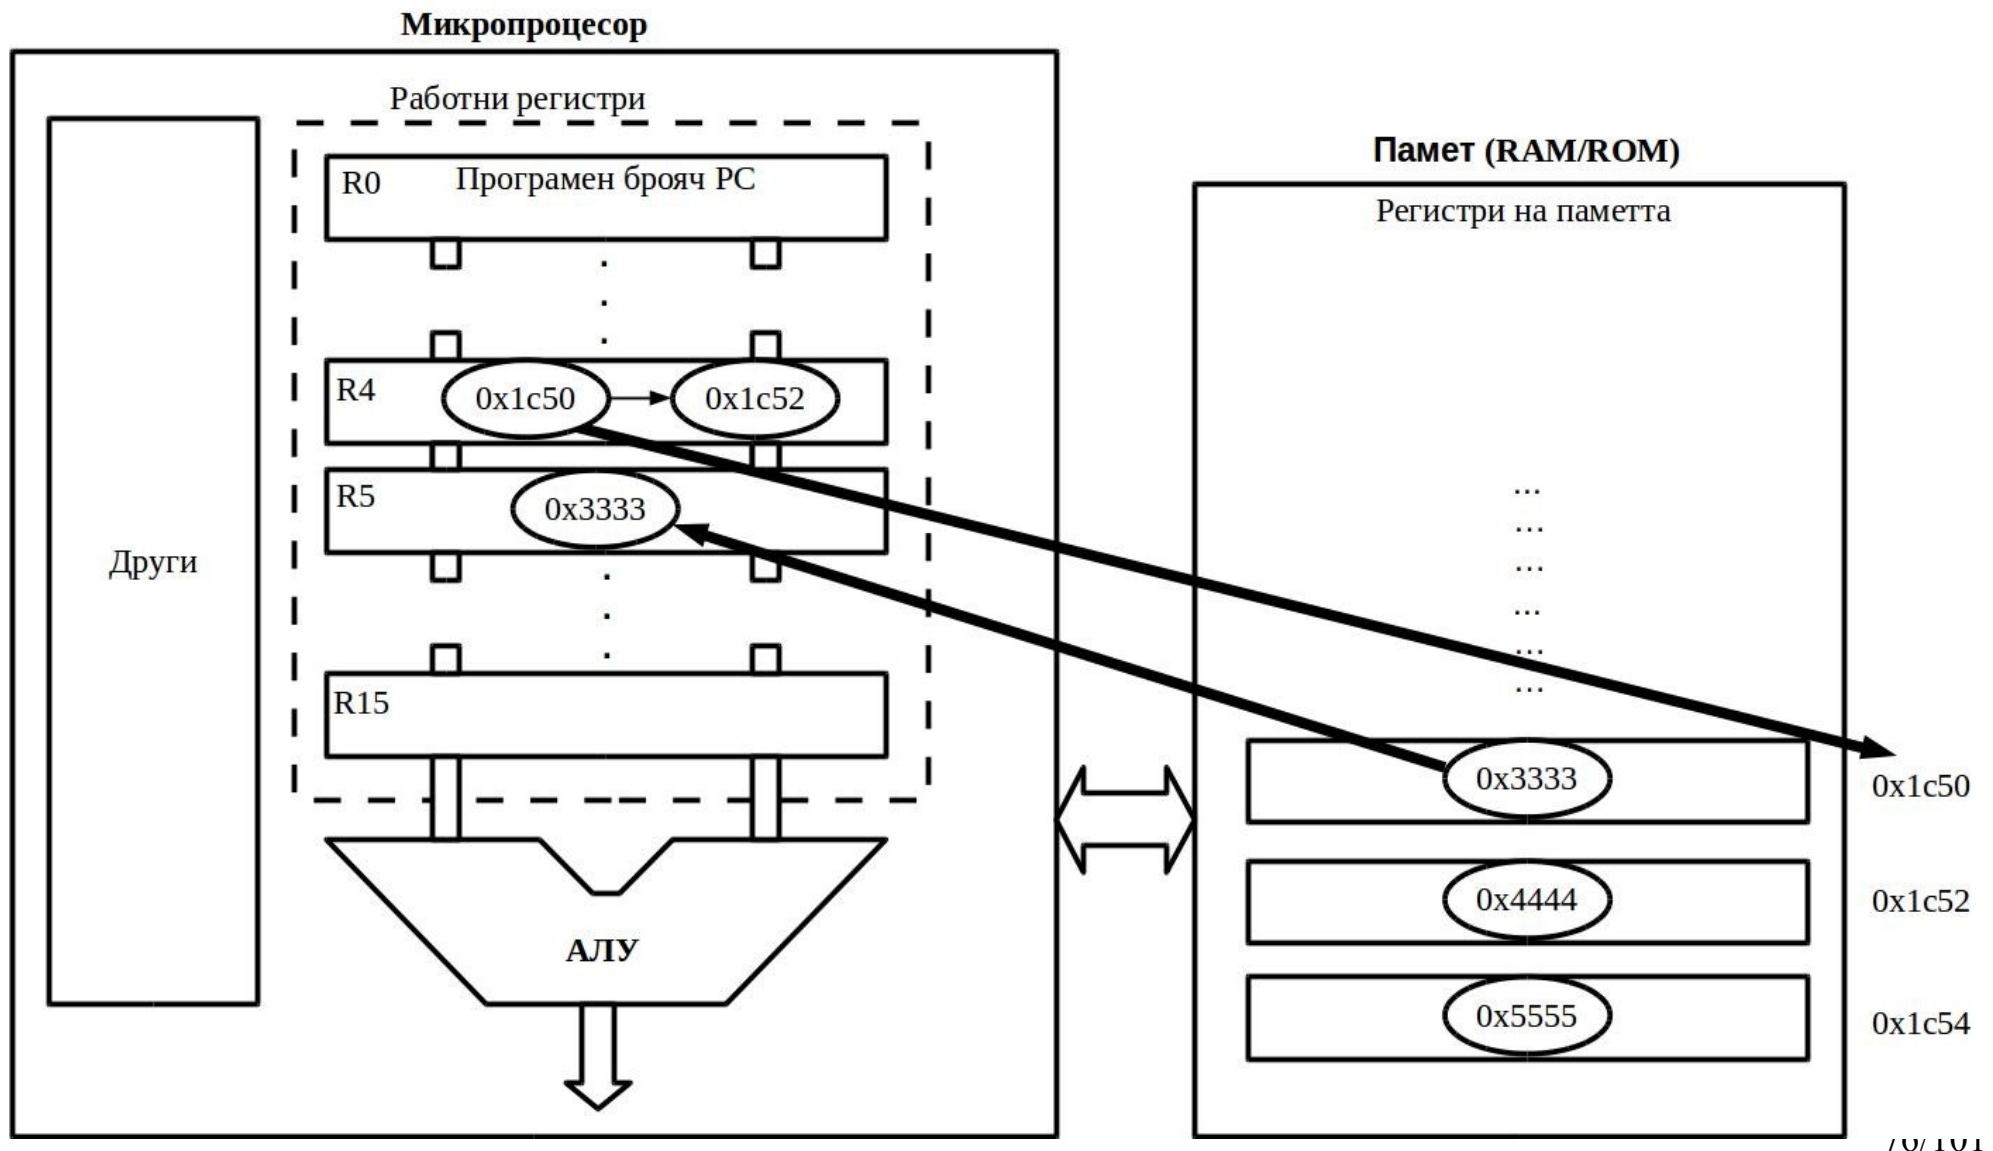 Микропроцесор
Работни регистри
Памет (RAM/ROM)
R0 Програмен брояч PC
Регистри на паметта
.
.
.
R4 0x1c50 0x1c52
R5 0x3333
...
...
...
...
...
...
Други
.
.
.
R15
0x3333 0x1c50
0x4444 0x1c52
АЛУ
0x5555 0x1c54